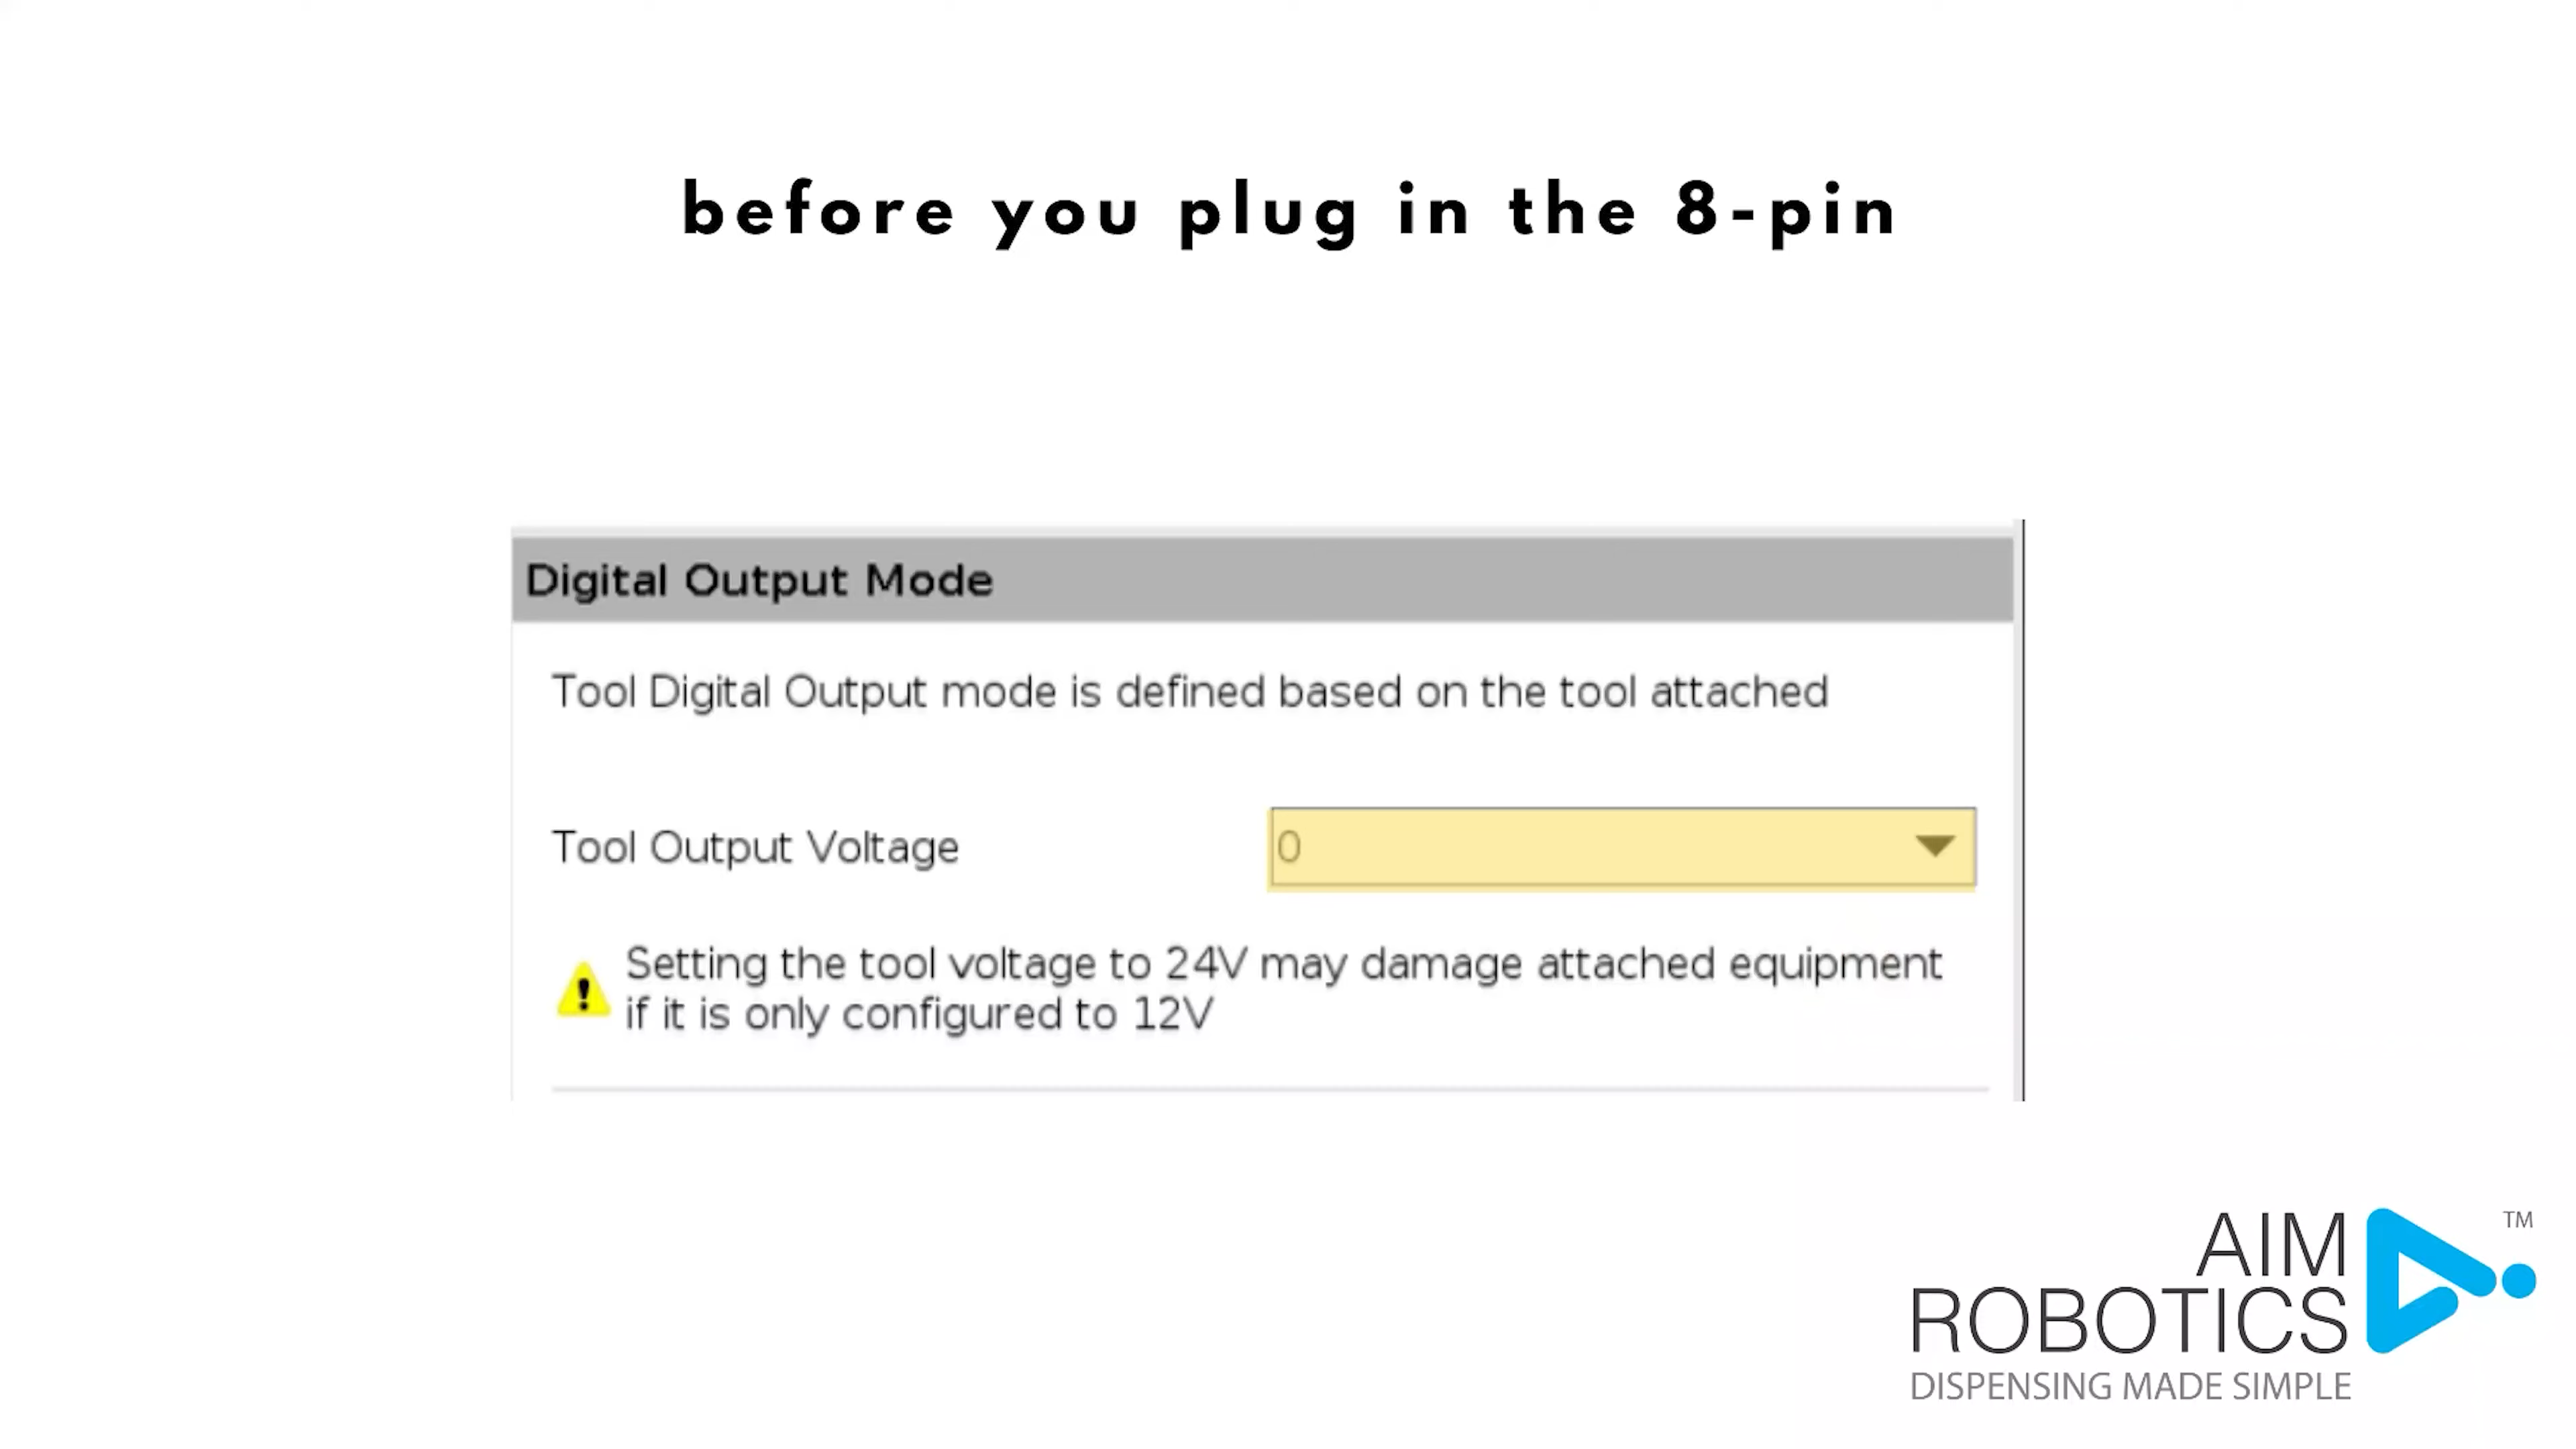 before you plug in the 8-pin
Digital Output Mode
Tool Digital Output mode is defined based on the tool attached
Tool Output Voltage 0
Setting the tool voltage to 24V may damage attached equipment
if it is only configured to 12V
AIM
ROBOTICS
TM
DISPENSING MADE SIMPLE